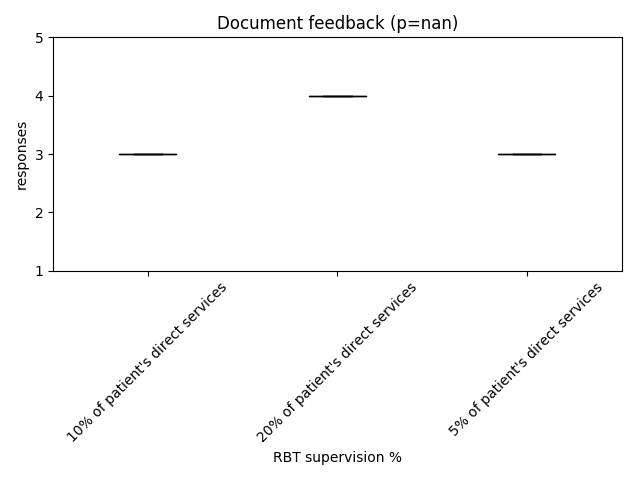 Document feedback (p=nan)
responses
5
4
3
2
1
10% of patient's direct services
20% of patient's direct services
5% of patient's direct services
RBT supervision %